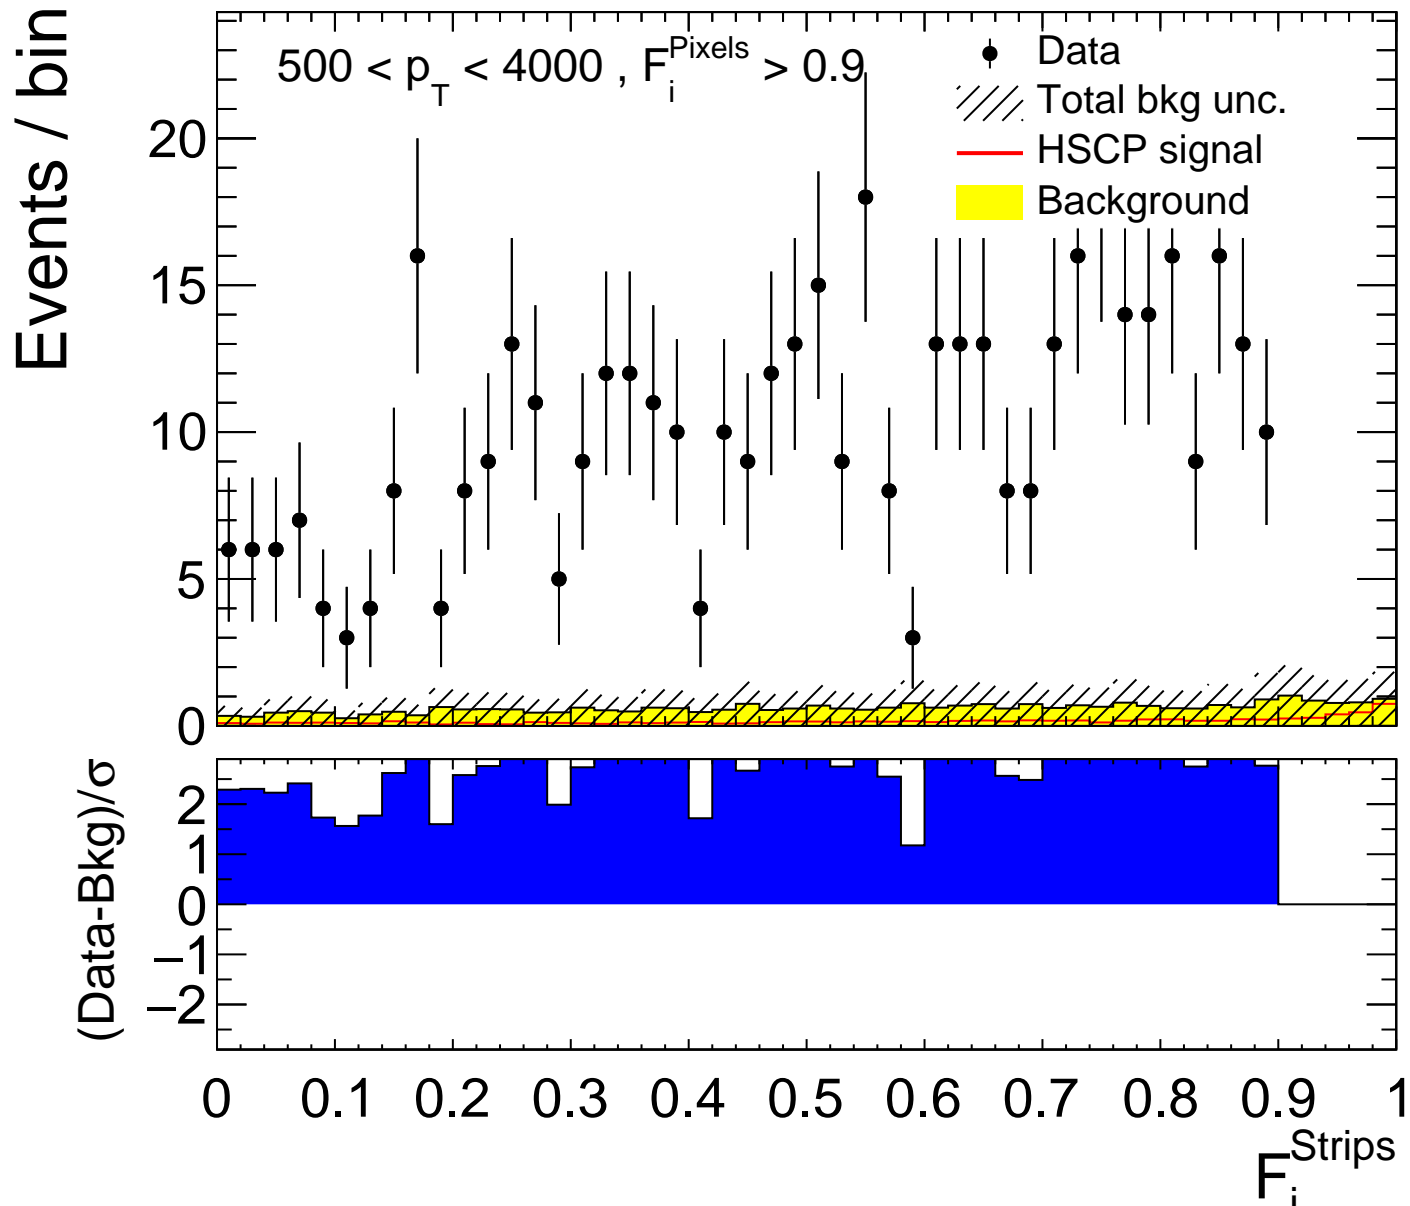 Events / bin
500 < p_T < 4000 , F_i^Pixels > 0.9
Data
Total bkg unc.
HSCP signal
Background
20
15
10
5
0
(Data-Bkg)/σ
2
1
0
−1
−2
0 0.1 0.2 0.3 0.4 0.5 0.6 0.7 0.8 0.9 1
F_i^Strips